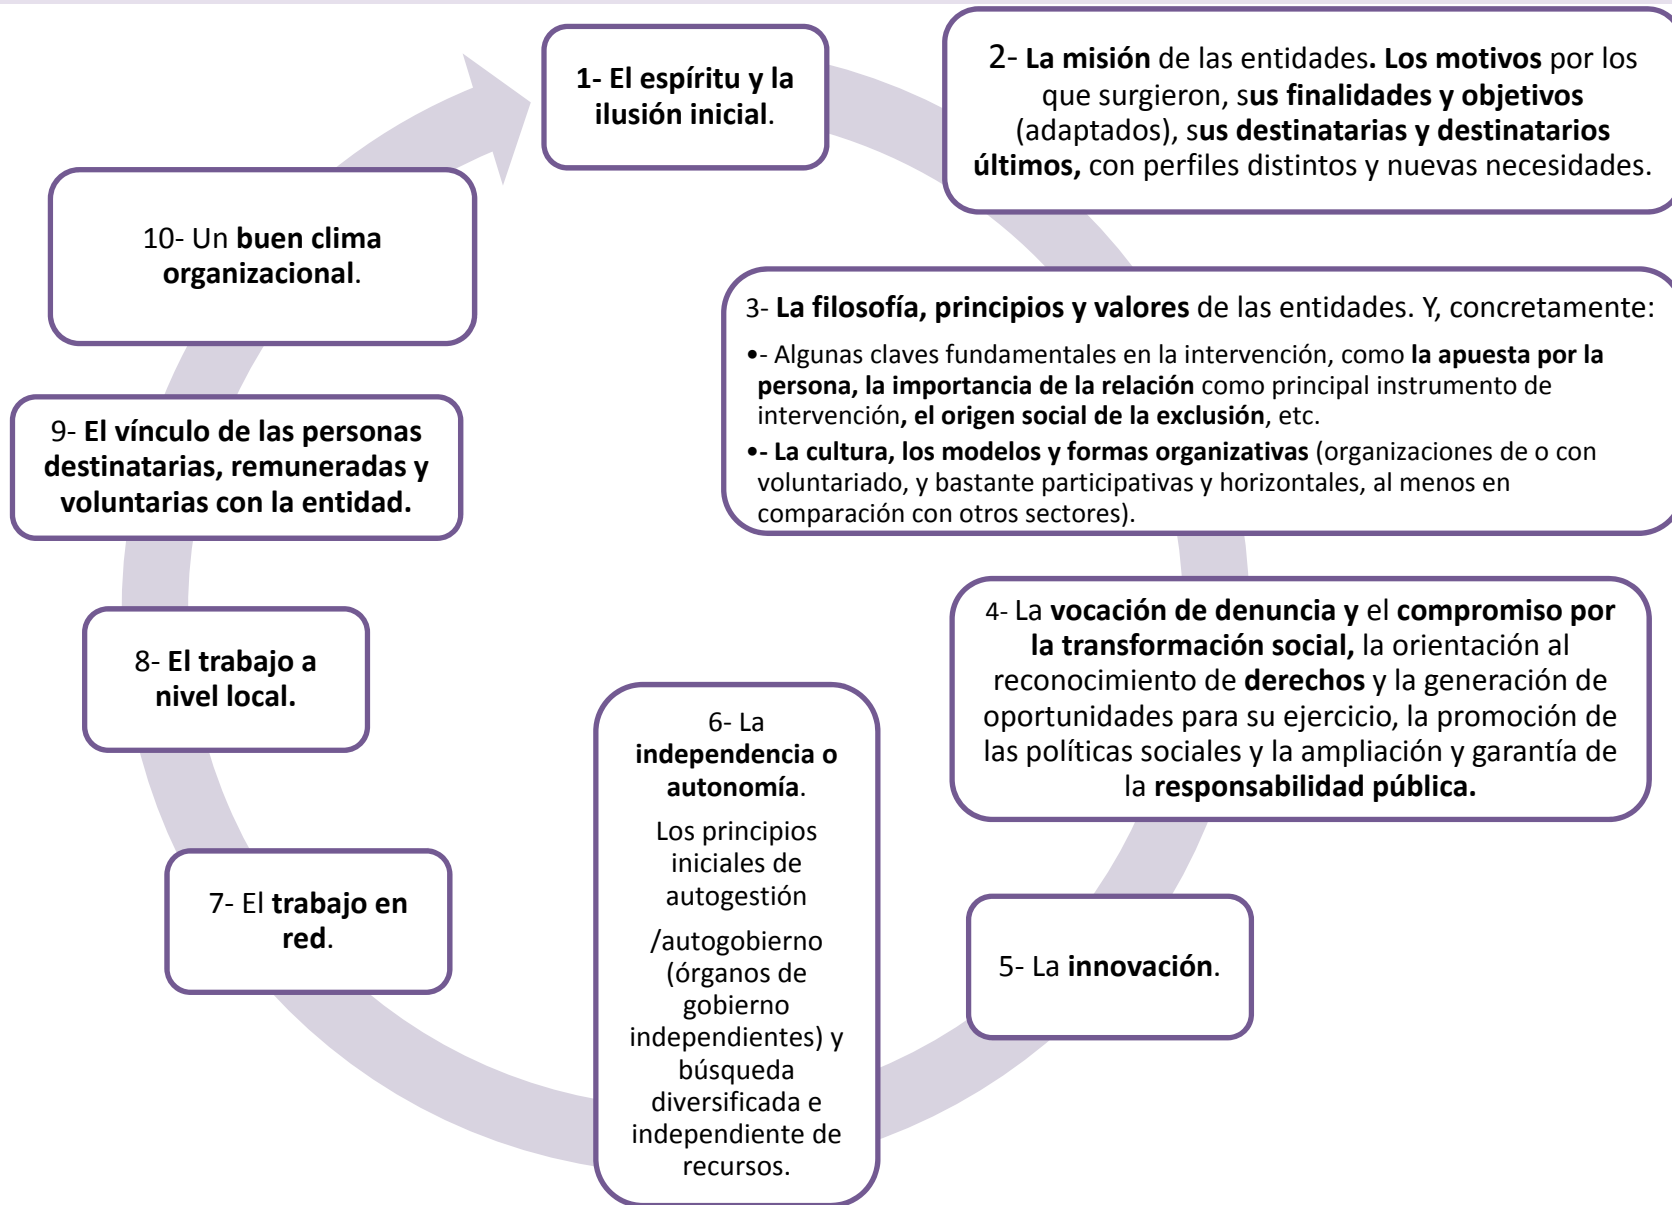 1- El espíritu y la
ilusión inicial.
2- La misión de las entidades. Los motivos por los
que surgieron, sus finalidades y objetivos
(adaptados), sus destinatarias y destinatarios
últimos, con perfiles distintos y nuevas necesidades.
3- La filosofía, principios y valores de las entidades. Y, concretamente:
•- Algunas claves fundamentales en la intervención, como la apuesta por la
persona, la importancia de la relación como principal instrumento de
intervención, el origen social de la exclusión, etc.
•- La cultura, los modelos y formas organizativas (organizaciones de o con
voluntariado, y bastante participativas y horizontales, al menos en
comparación con otros sectores).
4- La vocación de denuncia y el compromiso por
la transformación social, la orientación al
reconocimiento de derechos y la generación de
oportunidades para su ejercicio, la promoción de
las políticas sociales y la ampliación y garantía de
la responsabilidad pública.
5- La innovación.
6- La
independencia o
autonomía.
Los principios
iniciales de
autogestión
/autogobierno
(órganos de
gobierno
independientes) y
búsqueda
diversificada e
independiente de
recursos.
7- El trabajo en
red.
8- El trabajo a
nivel local.
9- El vínculo de las personas
destinatarias, remuneradas y
voluntarias con la entidad.
10- Un buen clima
organizacional.